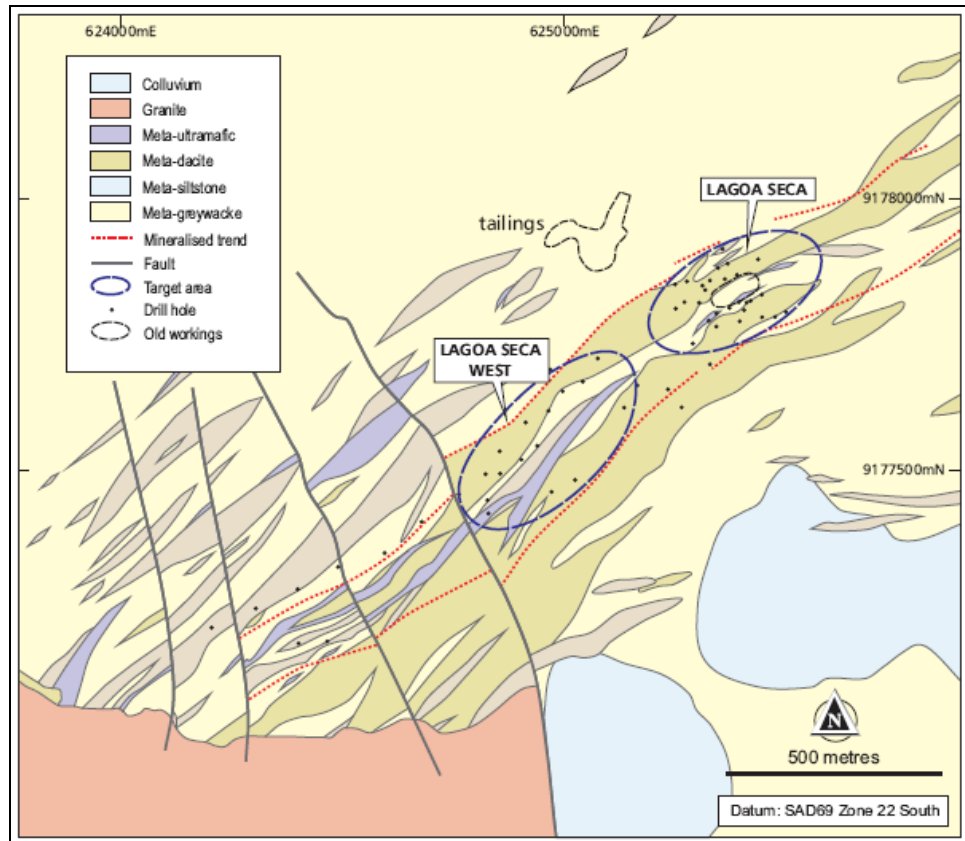 624000mE
625000mE
Colluvium
Granite
Meta-ultramafic
Meta-dacite
Meta-siltstone
Meta-greywacke
Mineralised trend
Fault
Target area
Drill hole
Old workings
LAGOA SECA
9178000mN
tailings
LAGOA SECA
WEST
9177500mN
N
500 metres
Datum: SAD69 Zone 22 South